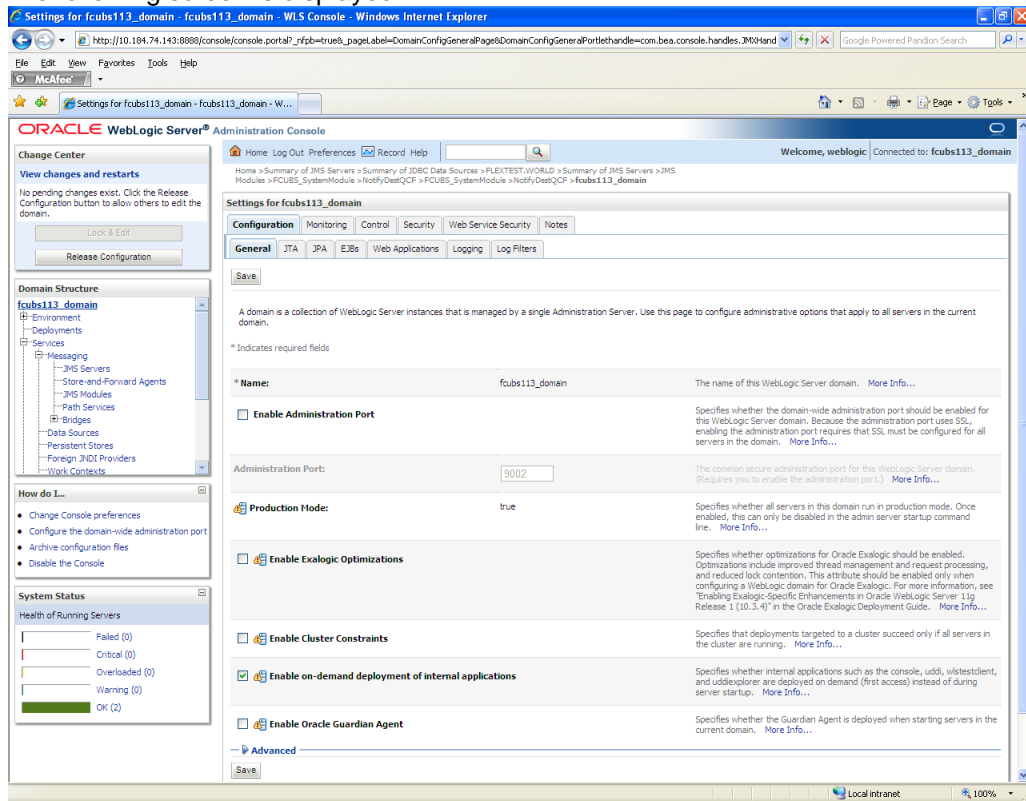 Settings for fcubs113_domain - fcubs113_domain - WLS Console - Windows Internet Explorer
http://10.184.74.143:8888/console/console.portal?_nfpb=true&_pageLabel=DomainConfigGeneralPage&DomainConfigGeneralPortlethandle=com.bea.console.handles.JMXHand
Google Powered Pandion Search
File Edit View Favorites Tools Help
McAfee
Settings for fcubs113_domain - fcubs113_domain - W...
Page Tools
ORACLE WebLogic Server® Administration Console
Change Center
View changes and restarts
No pending changes exist. Click the Release
Configuration button to allow others to edit the
domain.
Lock & Edit
Release Configuration
Domain Structure
fcubs113_domain
Environment
Deployments
Services
Messaging
JMS Servers
Store-and-Forward Agents
JMS Modules
Path Services
Bridges
Data Sources
Persistent Stores
Foreign JNDI Providers
Work Contexts
How do I...
Change Console preferences
Configure the domain-wide administration port
Archive configuration files
Disable the Console
System Status
Health of Running Servers
Failed (0)
Critical (0)
Overloaded (0)
Warning (0)
OK (2)
Home Log Out Preferences Record Help
Welcome, weblogic Connected to: fcubs113_domain
Home >Summary of JMS Servers >Summary of JDBC Data Sources >FLEXTEST.WORLD >Summary of JMS Servers >JMS
Modules >FCUBS_SystemModule >NotifyDestQCF >FCUBS_SystemModule >NotifyDestQCF >fcubs113_domain
Settings for fcubs113_domain
Configuration Monitoring Control Security Web Service Security Notes
General JTA JPA EJBs Web Applications Logging Log Filters
Save
A domain is a collection of WebLogic Server instances that is managed by a single Administration Server. Use this page to configure administrative options that apply to all servers in the current
domain.
* Indicates required fields
* Name: fcubs113_domain The name of this WebLogic Server domain. More Info...
Enable Administration Port
Specifies whether the domain-wide administration port should be enabled for
this WebLogic Server domain. Because the administration port uses SSL,
enabling the administration port requires that SSL must be configured for all
servers in the domain. More Info...
Administration Port: 9002
The common secure administration port for this WebLogic Server domain.
(Requires you to enable the administration port.) More Info...
Production Mode: true
Specifies whether all servers in this domain run in production mode. Once
enabled, this can only be disabled in the admin server startup command
line. More Info...
Enable Exalogic Optimizations
Specifies whether optimizations for Oracle Exalogic should be enabled.
Optimizations include improved thread management and request processing,
and reduced lock contention. This attribute should be enabled only when
configuring a WebLogic domain for Oracle Exalogic. For more information, see
"Enabling Exalogic-Specific Enhancements in Oracle WebLogic Server 11g
Release 1 (10.3.4)" in the Oracle Exalogic Deployment Guide. More Info...
Enable Cluster Constraints
Specifies that deployments targeted to a cluster succeed only if all servers in
the cluster are running. More Info...
Enable on-demand deployment of internal applications
Specifies whether internal applications such as the console, uddi, wlstestclient,
and uddiexplorer are deployed on demand (first access) instead of during
server startup. More Info...
Enable Oracle Guardian Agent
Specifies whether the Guardian Agent is deployed when starting servers in the
current domain. More Info...
Advanced
Save
Local intranet 100%